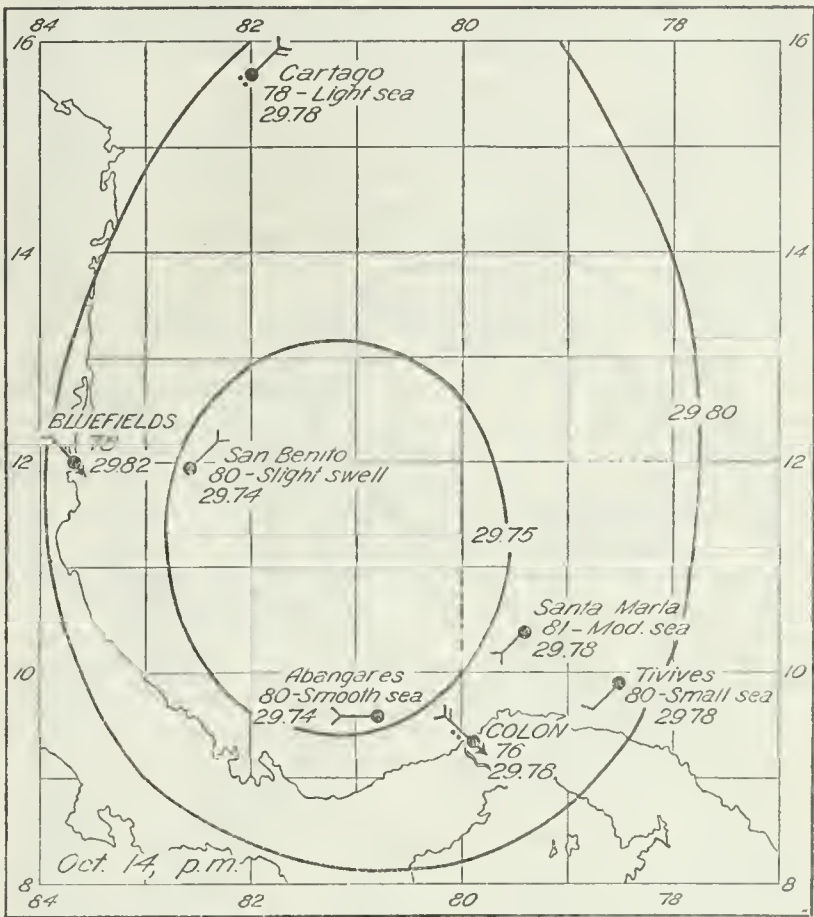 84 82 80 78
16 16
Cartago
78-Light sea
29.78
14 14
29.80
BLUEFIELDS
29.82
12 12
San Benito
80-Slight swell
29.74
29.75
Santa Marta
81-Mod. sea
29.78
10 10
Abangares
80-Smooth sea
29.74
Tivives
80-Small sea
29.78
COLON
76
29.78
Oct. 14, p.m.
8 8
84 82 80 78